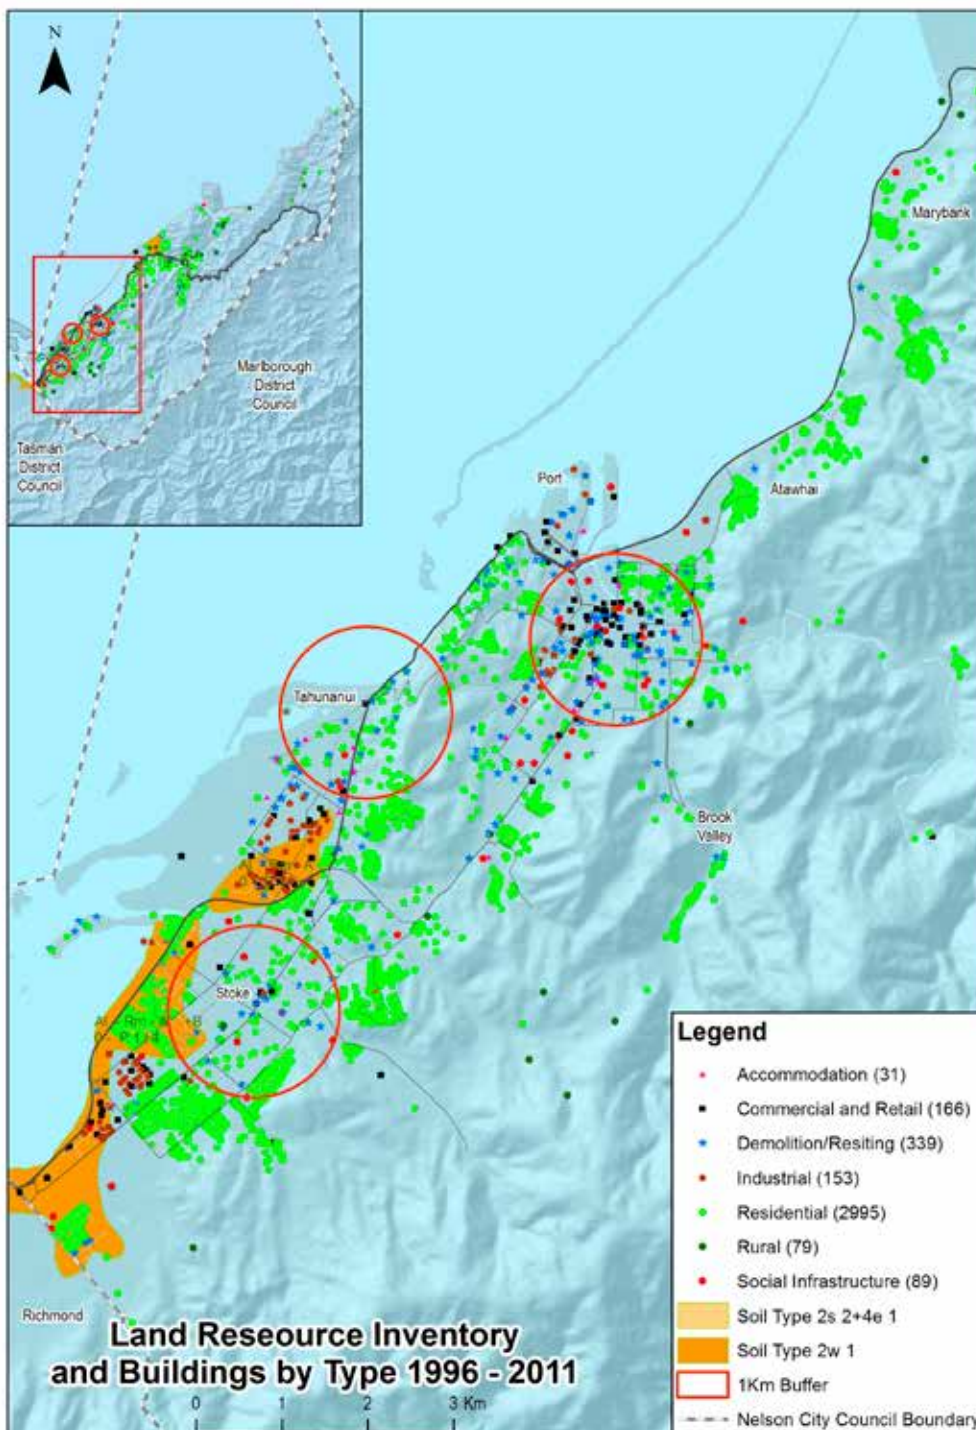 N
Marlborough
District
Council
Tasman
District
Council
Marybank
Port
Atawhai
Tahunanui
Brook
Valley
Stoke
Richmond
Legend
Accommodation (31)
Commercial and Retail (166)
Demolition/Resiting (339)
Industrial (153)
Residential (2995)
Rural (79)
Social Infrastructure (89)
Soil Type 2s 2+4e 1
Soil Type 2w 1
1Km Buffer
Nelson City Council Boundary
Land Reseource Inventory
and Buildings by Type 1996 - 2011
0 1 2 3 Km